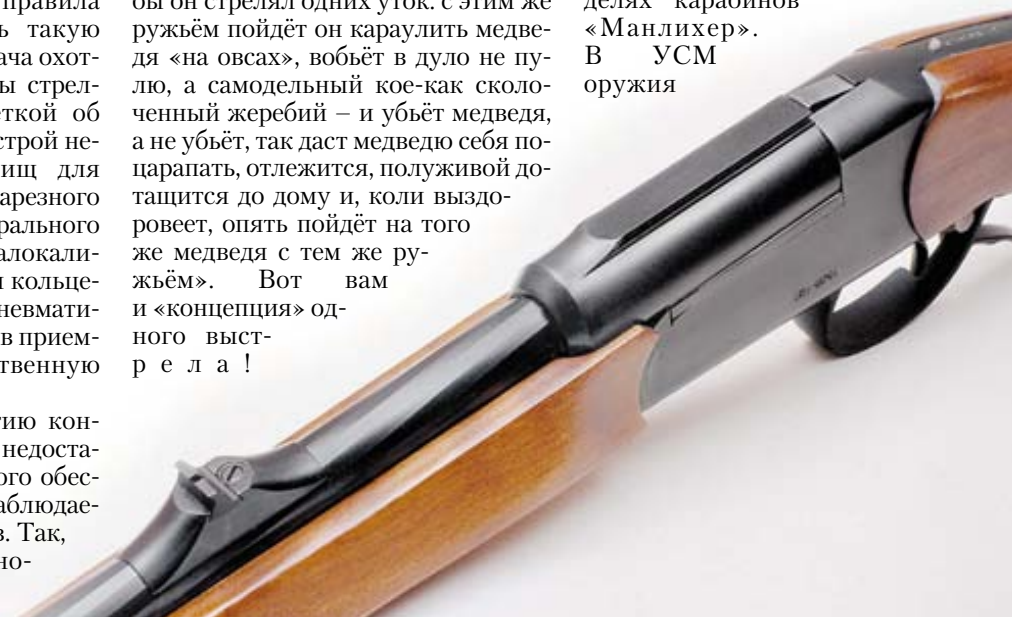 правила
ь такую
ача охот-
ы стрел-
еткой об
строй не-
ищ для
арезного
рального
алокали-
и кольце-
невмати-
в прием-
твенную
гию кон-
недоста-
ого обес-
аблюдае-
в. Так,
но-
бы он стрелял одних уток. с этим же
ружьём пойдёт он караулить медве-
дя «на овсах», вобьёт в дуло не пу-
лю, а самодельный кое-как сколо-
ченный жеребий – и убьёт медведя,
а не убьёт, так даст медведю себя по-
царапать, отлежится, полуживой до-
тащится до дому и, коли выздо-
ровеет, опять пойдёт на того
же медведя с тем же ру-
жьём». Вот вам
и «концепция» од-
ного выст-
р е л а !
делях карабинов
«Манлихер».
В УСМ
оружия